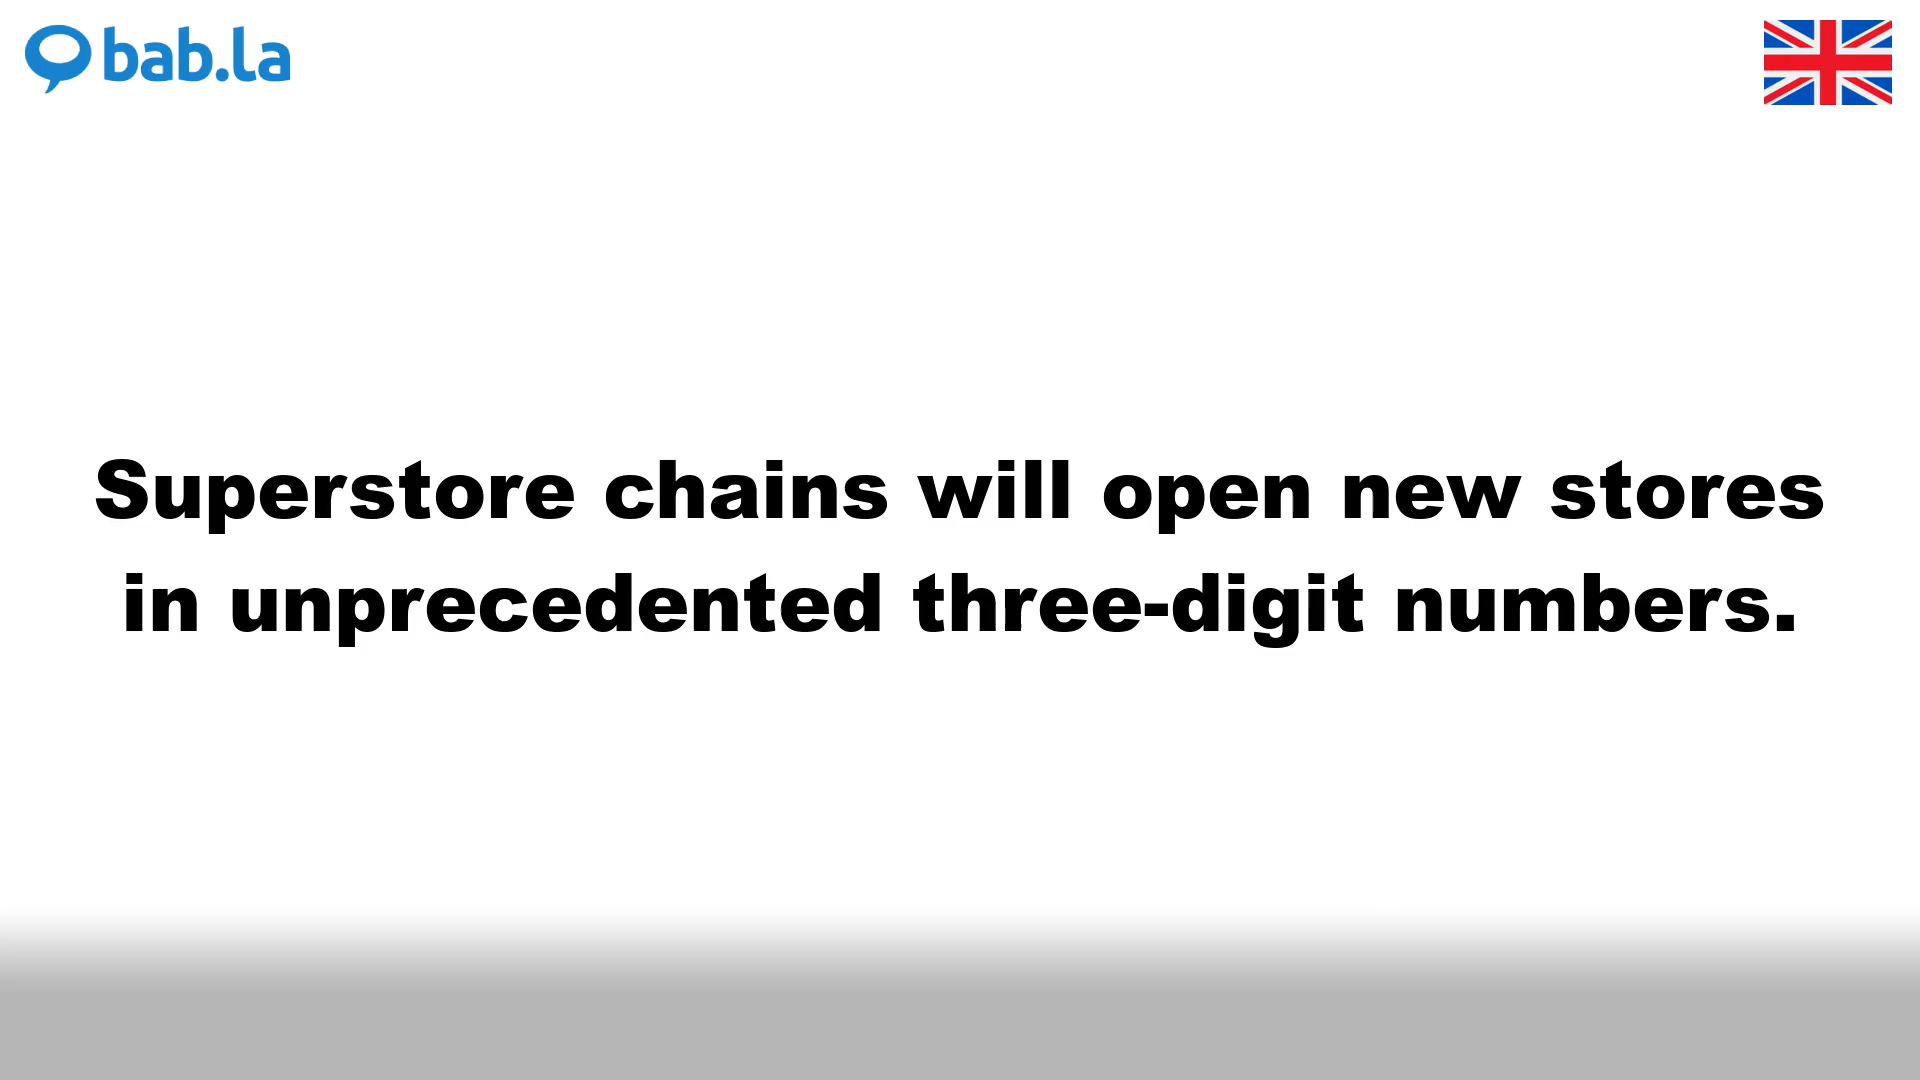 bab.la
Superstore chains will open new stores
in unprecedented three-digit numbers.